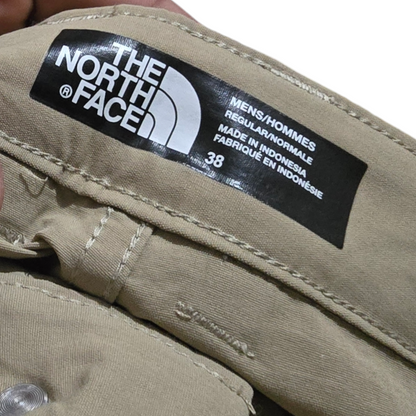 THE
NORTH
FACE
®
38
MENS/HOMMES
REGULAR/NORMALE
MADE IN INDONESIA
FABRIQUÉ EN INDONÉSIE